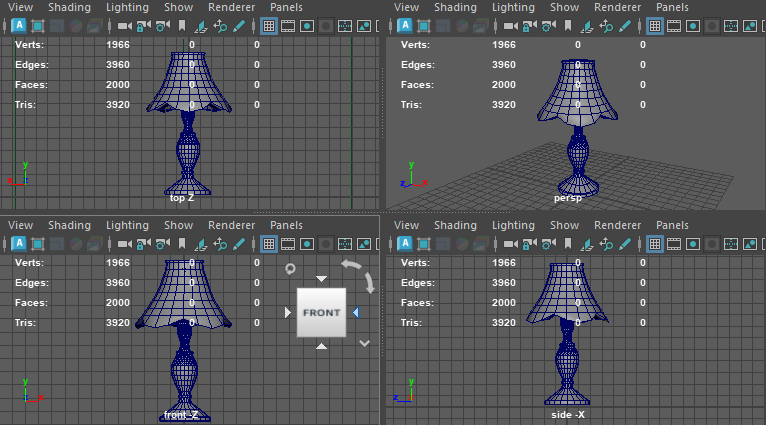 View Shading Lighting Show Renderer Panels
A
Verts: 1966 0 0
Edges: 3960 0 0
Faces: 2000 0 0
Tris: 3920 0 0
y
x z
top Z
View Shading Lighting Show Renderer Panels
A
Verts: 1966 0 0
Edges: 3960 0 0
Faces: 2000 0 0
Tris: 3920 0 0
y
z x
persp
View Shading Lighting Show Renderer Panels
A
Verts: 1966 0 0
Edges: 3960 0 0
Faces: 2000 0 0
Tris: 3920 0 0
FRONT
y
z x
front -Z
View Shading Lighting Show Renderer Panels
A
Verts: 1966 0 0
Edges: 3960 0 0
Faces: 2000 0 0
Tris: 3920 0 0
y
z
side -X